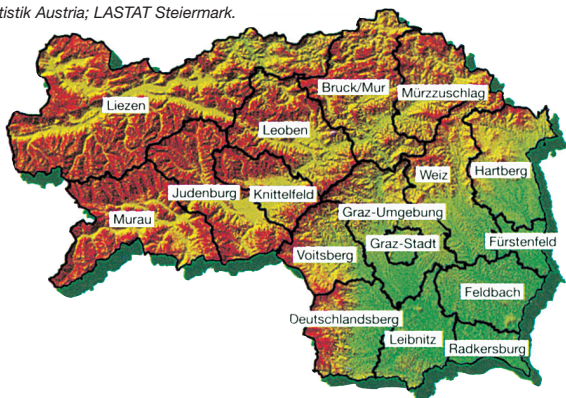 tistik Austria; LASTAT Steiermark.
Bruck/Mur
Mürzzuschlag
Liezen
Leoben
Weiz
Hartberg
Judenburg
Knittelfeld
Murau
Graz-Umgebung
Graz-Stadt
Fürstenfeld
Voitsberg
Feldbach
Deutschlandsberg
Leibnitz
Radkersburg